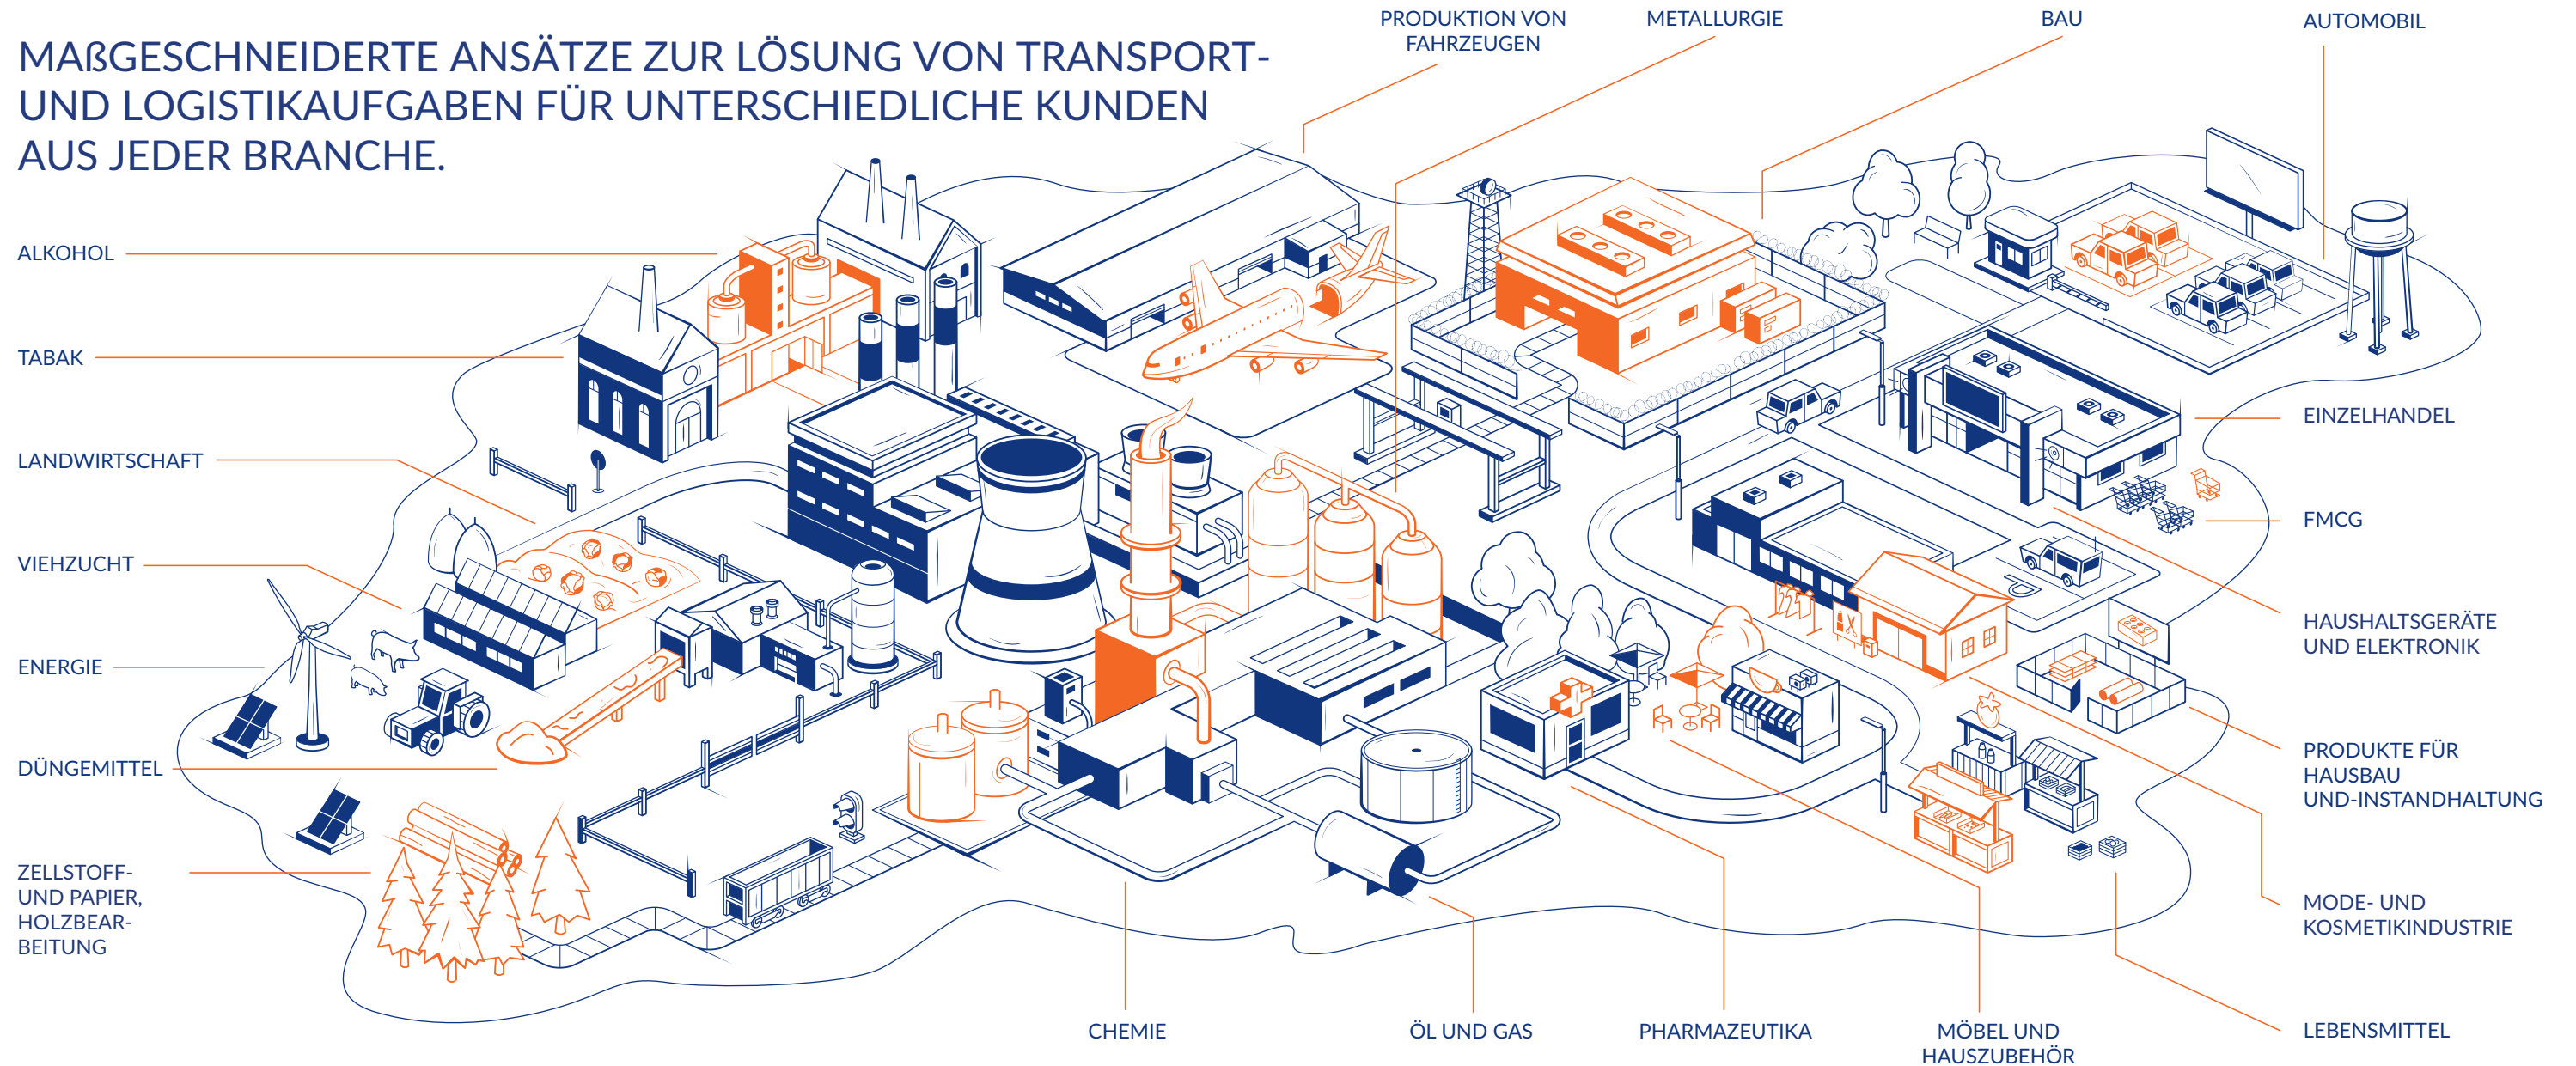 MAßGESCHNEIDERTE ANSÄTZE ZUR LÖSUNG VON TRANSPORT-
UND LOGISTIKAUFGABEN FÜR UNTERSCHIEDLICHE KUNDEN
AUS JEDER BRANCHE.
PRODUKTION VON
FAHRZEUGEN
METALLURGIE
BAU
AUTOMOBIL
ALKOHOL
TABAK
LANDWIRTSCHAFT
VIEHZUCHT
ENERGIE
DÜNGEMITTEL
ZELLSTOFF-
UND PAPIER,
HOLZBEAR-
BEITUNG
EINZELHANDEL
FMCG
HAUSHALTSGERÄTE
UND ELEKTRONIK
PRODUKTE FÜR
HAUSBAU
UND-INSTANDHALTUNG
MODE- UND
KOSMETIKINDUSTRIE
LEBENSMITTEL
CHEMIE
ÖL UND GAS
PHARMAZEUTIKA
MÖBEL UND
HAUSZUBEHÖR
P